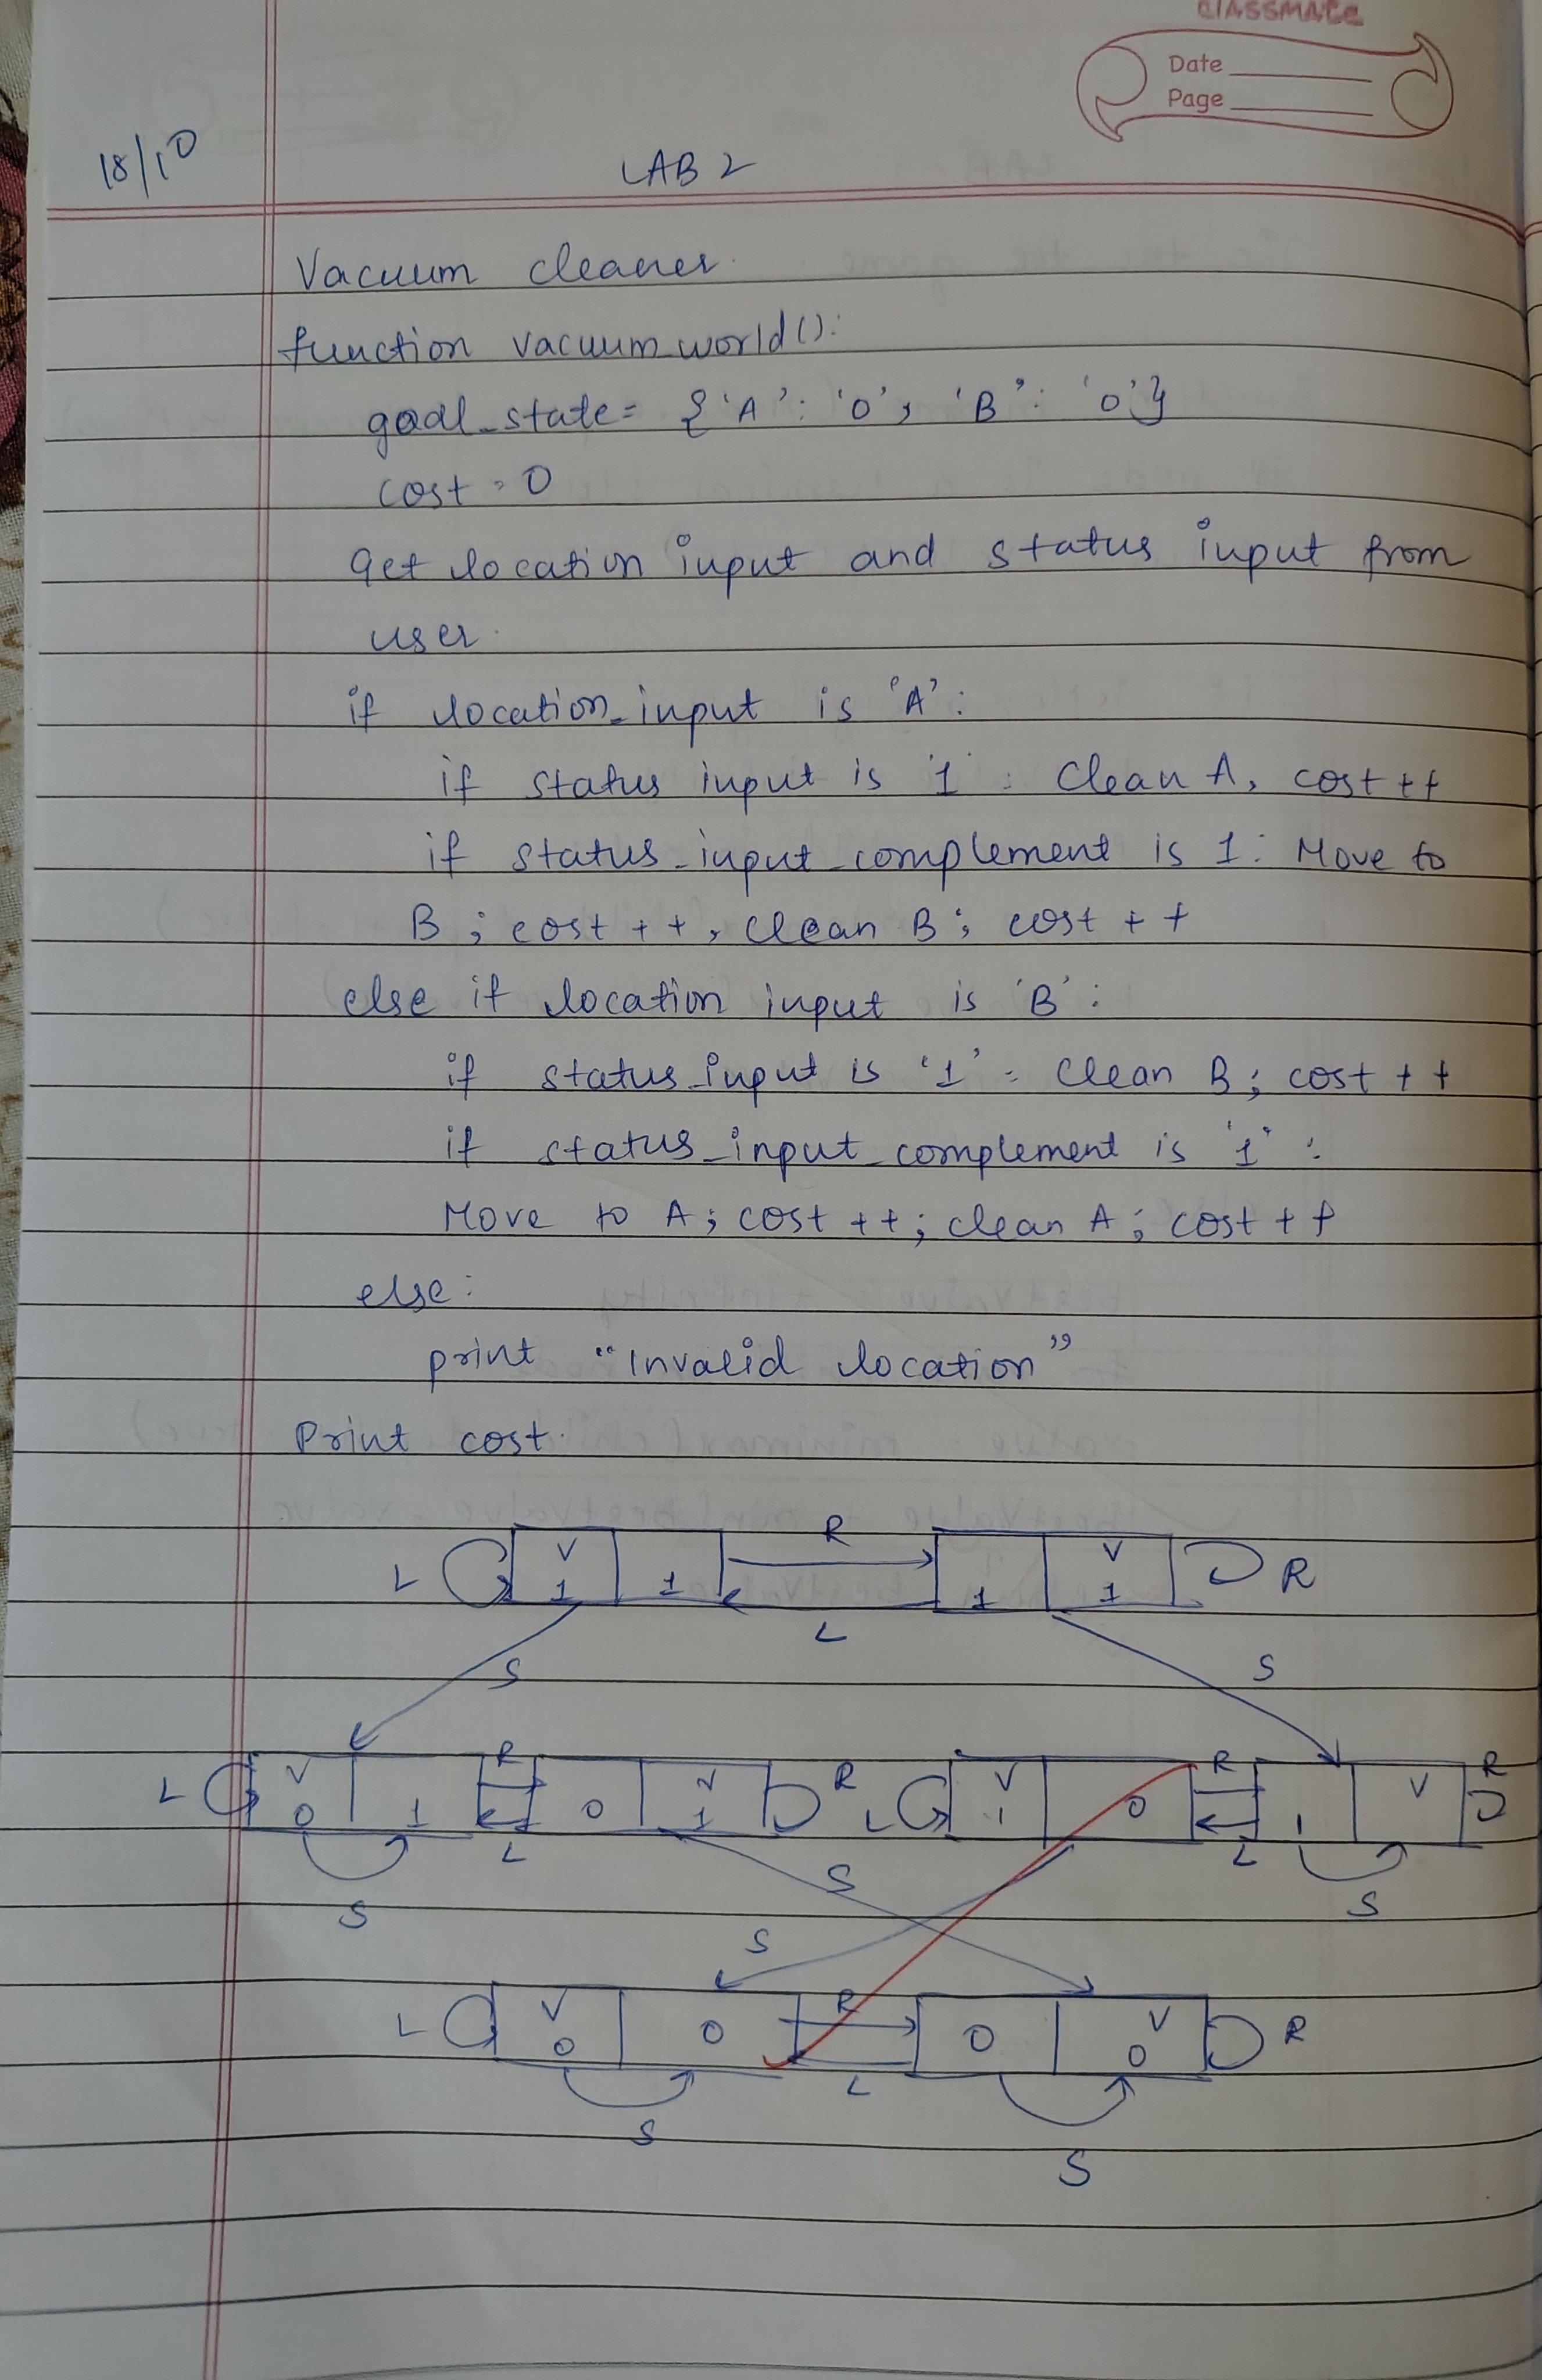 classmate
Date
Page
18/10
LAB 2
Vacuum cleaner.
function vacuum_world():
goal_state = {'A': '0', 'B': '0'}
cost = 0
Get location input and status input from
user.
if location_input is 'A':
if status input is '1': Clean A, cost++
if status_input_complement is 1: Move to
B; cost++, clean B; cost++
else if location input is 'B':
if status_input is '1': clean B; cost++
if status_input_complement is '1':
Move to A; cost++; clean A; cost++
else:
print "Invalid location"
Print cost.
R
L V V R
1 1 1 1
L
S S
R R R
L V V R L V V
0 1 0 1 1 0 1
L L
S S S
S
R
L V 0 0 V R
0 0
L
S S